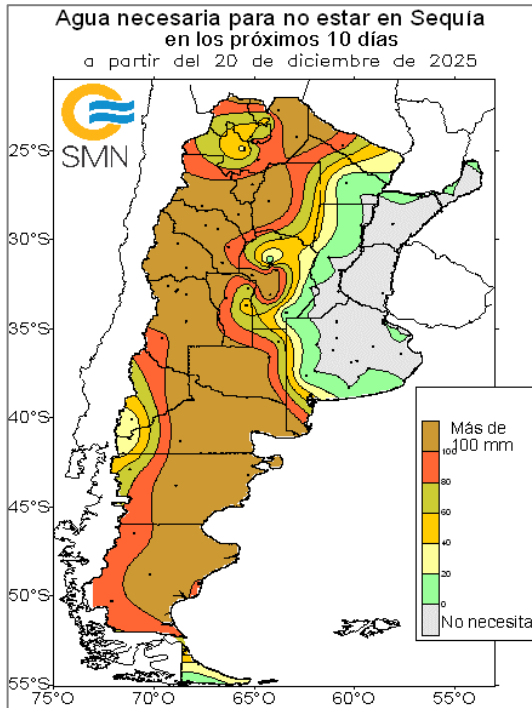 Agua necesaria para no estar en Sequía
en los próximos 10 días
a partir del 20 de diciembre de 2025
SMN
25°S
30°S
35°S
40°S
45°S
50°S
55°S
75°O
70°O
65°O
60°O
55°O
Más de
100 mm
100
80
60
40
20
0
No necesita